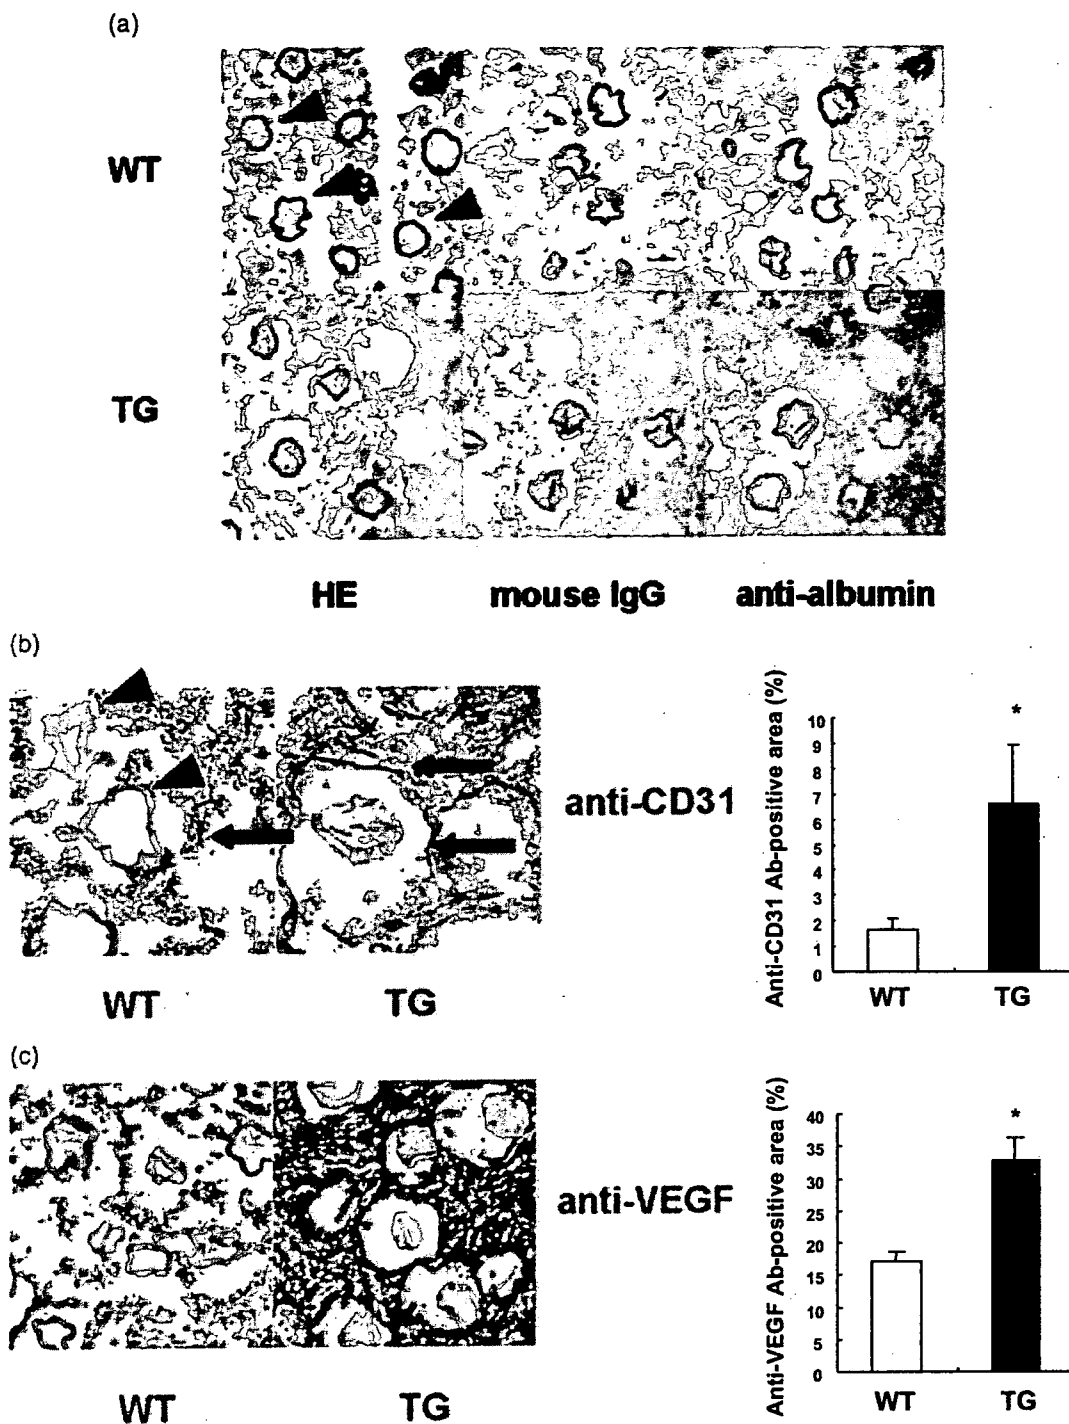 (a)
WT
TG
HE
mouse IgG
anti-albumin
(b)
WT
TG
anti-CD31
Anti-CD31 Ab-positive area (%)
10
9
8
7
6
5
4
3
2
1
0
*
WT
TG
(c)
WT
TG
anti-VEGF
Anti-VEGF Ab-positive area (%)
40
35
30
25
20
15
10
5
0
*
WT
TG